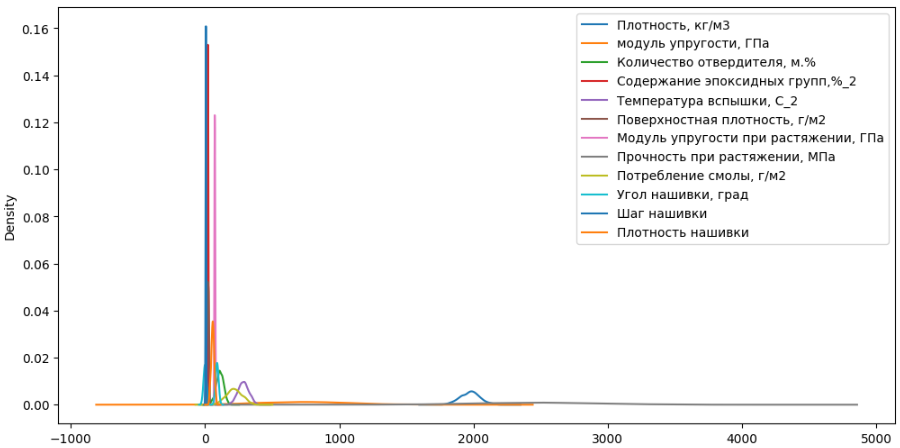 Плотность, кг/м3
модуль упругости, ГПа
Количество отвердителя, м.%
Содержание эпоксидных групп,%_2
Температура вспышки, С_2
Поверхностная плотность, г/м2
Модуль упругости при растяжении, ГПа
Прочность при растяжении, МПа
Потребление смолы, г/м2
Угол нашивки, град
Шаг нашивки
Плотность нашивки
Density
0.16
0.14
0.12
0.10
0.08
0.06
0.04
0.02
0.00
−1000 0 1000 2000 3000 4000 5000